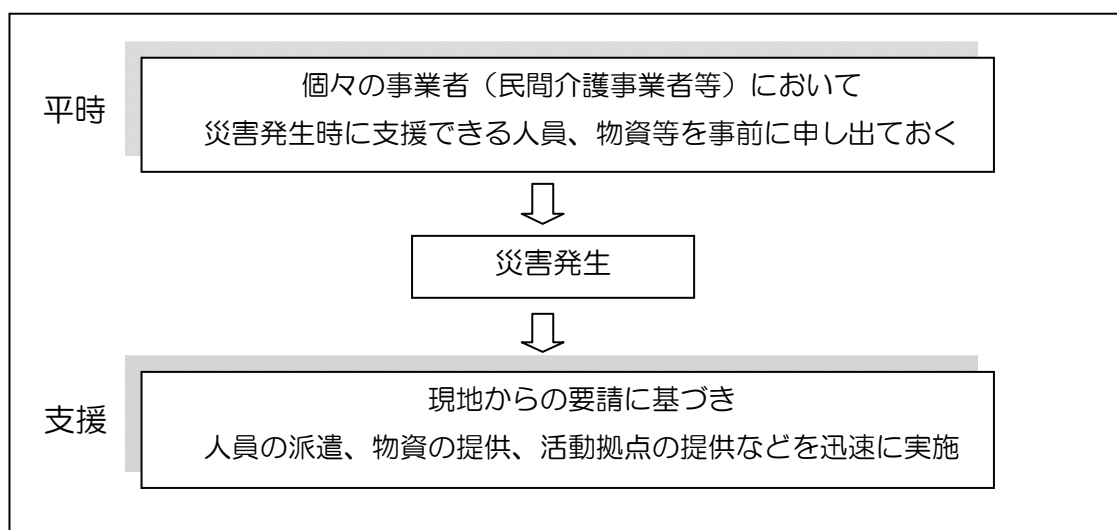 平時
個々の事業者（民間介護事業者等）において
災害発生時に支援できる人員、物資等を事前に申し出ておく
災害発生
支援
現地からの要請に基づき
人員の派遣、物資の提供、活動拠点の提供などを迅速に実施